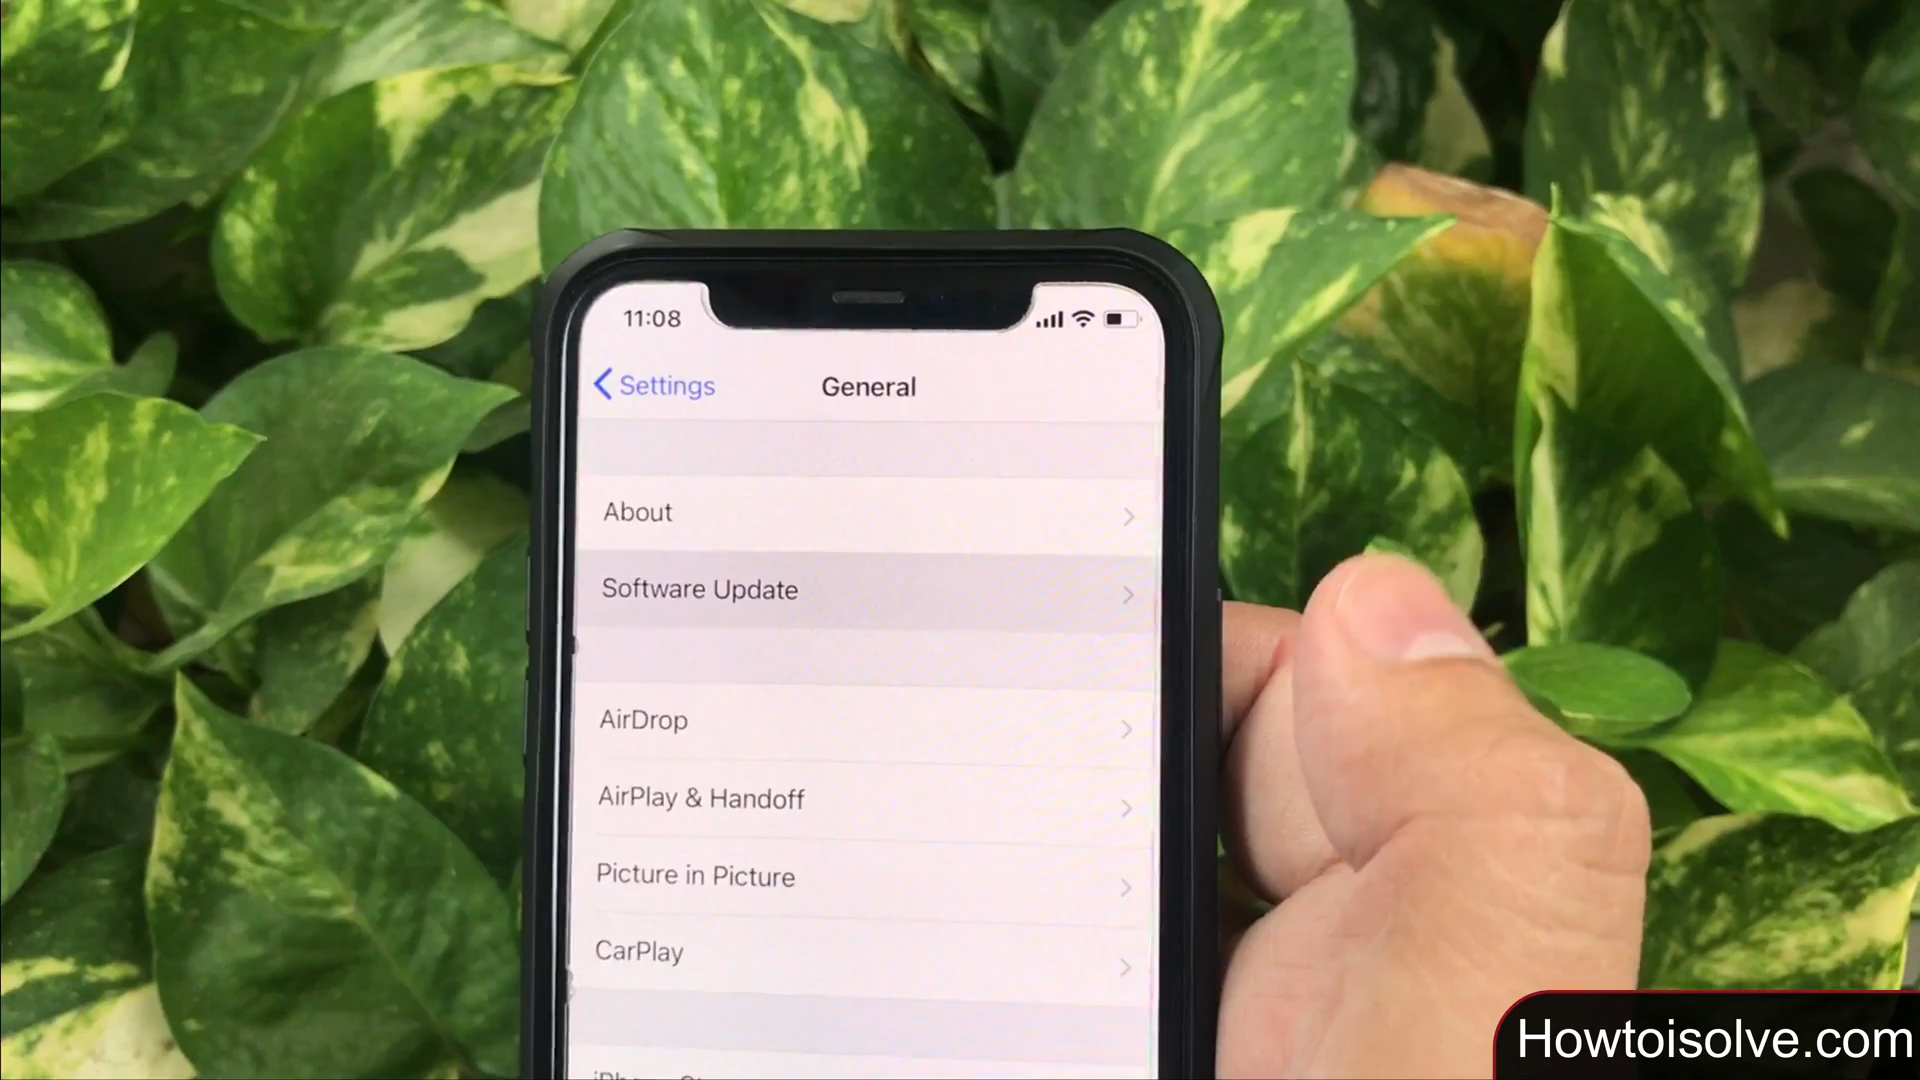 11:08
Settings
General
About
Software Update
AirDrop
AirPlay & Handoff
Picture in Picture
CarPlay
Howtoisolve.com